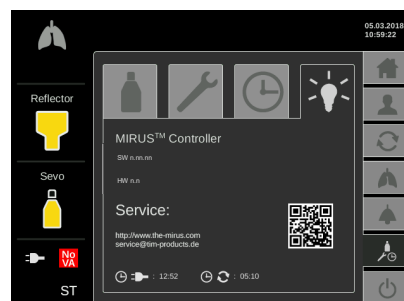 05.03.2018
10:59:22
Reflector
Sevo
No
VA
ST
MIRUS™ Controller
SW n.nn.nn
HW n.n
Service:
http://www.the-mirus.com
service@tim-products.de
: 12:52
: 05:10